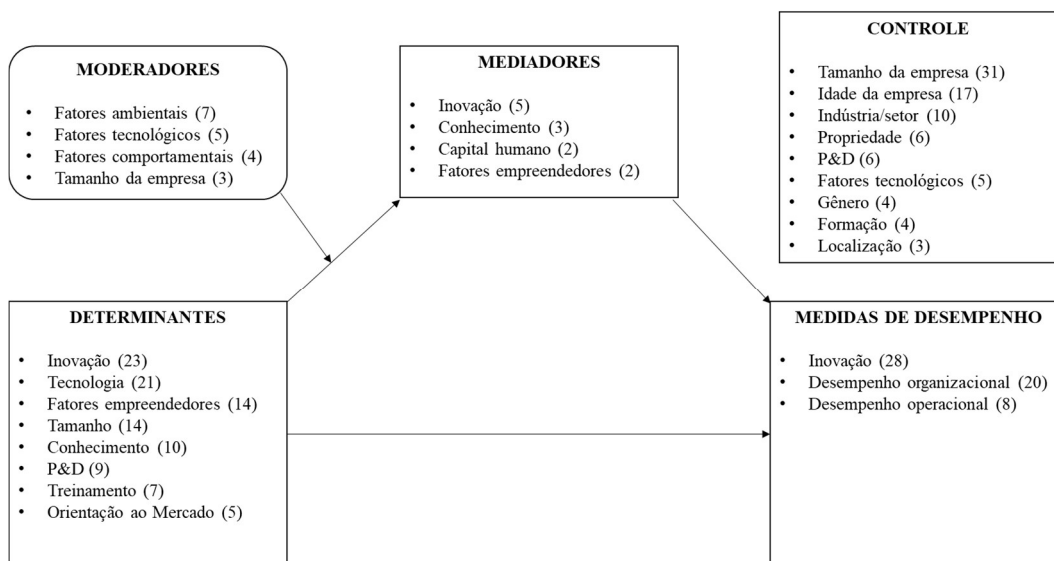 MODERADORES
• Fatores ambientais (7)
• Fatores tecnológicos (5)
• Fatores comportamentais (4)
• Tamanho da empresa (3)
MEDIADORES
• Inovação (5)
• Conhecimento (3)
• Capital humano (2)
• Fatores empreendedores (2)
CONTROLE
• Tamanho da empresa (31)
• Idade da empresa (17)
• Indústria/setor (10)
• Propriedade (6)
• P&D (6)
• Fatores tecnológicos (5)
• Gênero (4)
• Formação (4)
• Localização (3)
DETERMINANTES
• Inovação (23)
• Tecnologia (21)
• Fatores empreendedores (14)
• Tamanho (14)
• Conhecimento (10)
• P&D (9)
• Treinamento (7)
• Orientação ao Mercado (5)
MEDIDAS DE DESEMPENHO
• Inovação (28)
• Desempenho organizacional (20)
• Desempenho operacional (8)